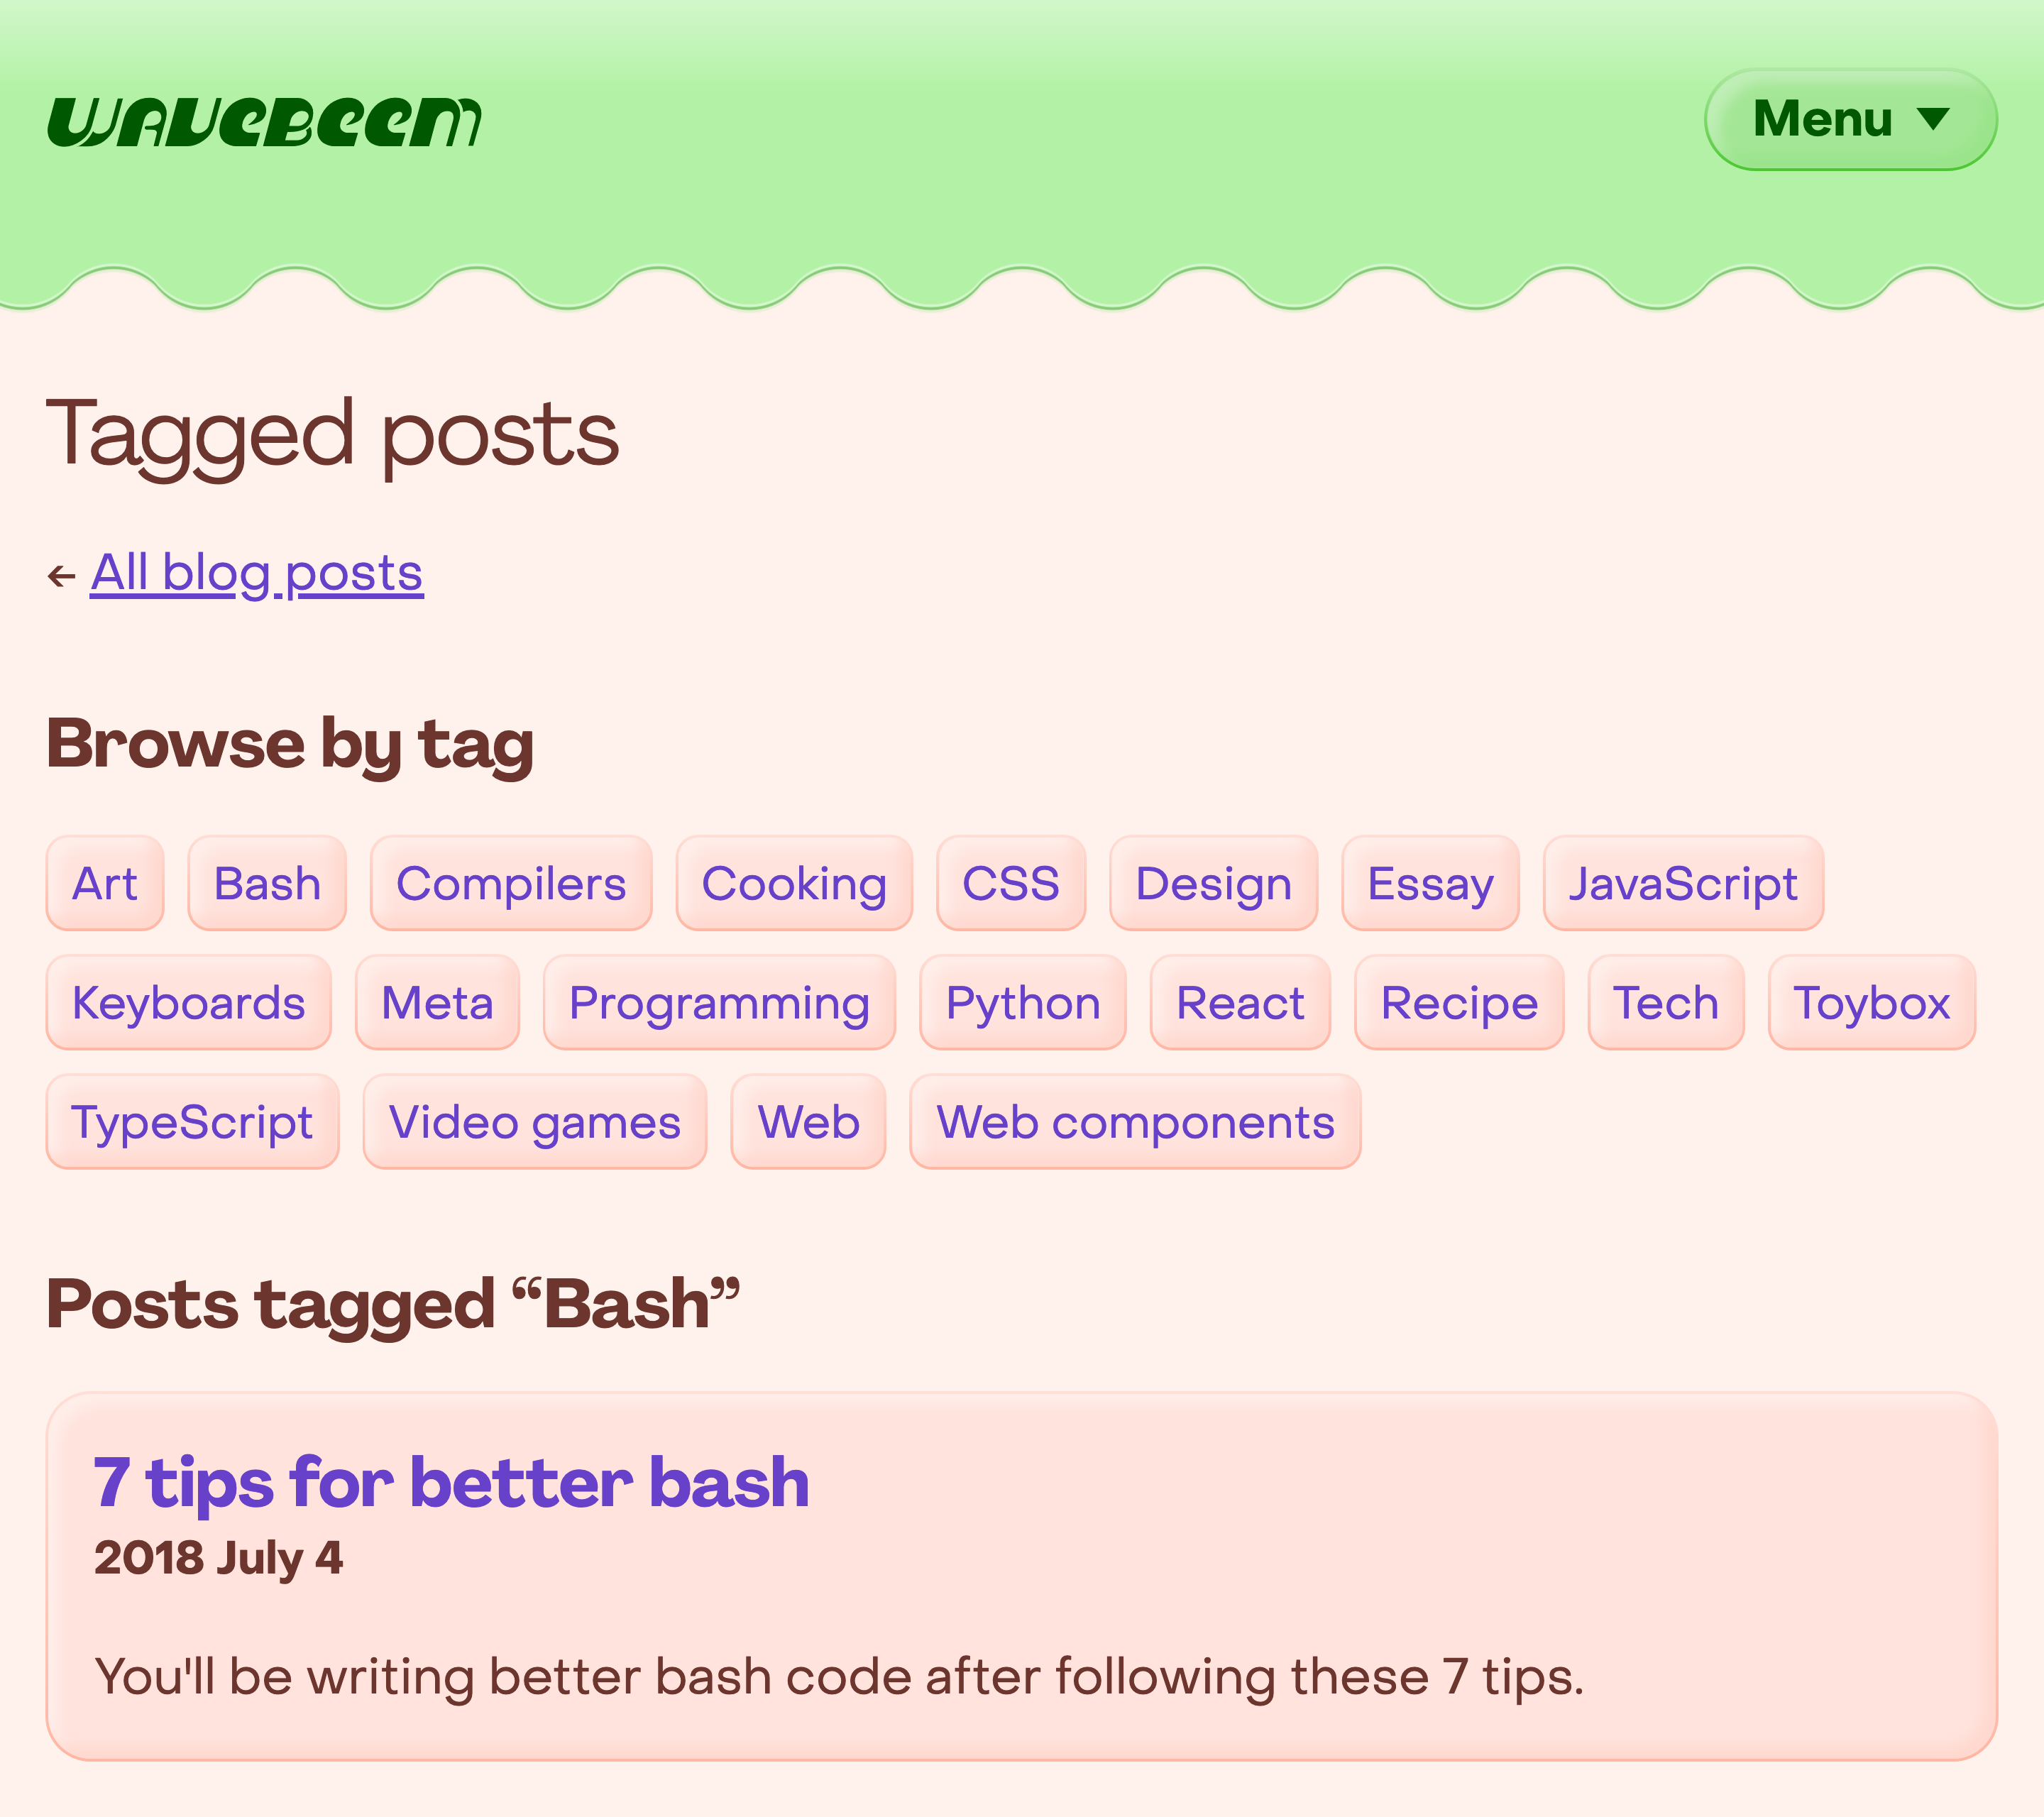 wavebeem
Menu
Tagged posts
← All blog posts
Browse by tag
Art Bash Compilers Cooking CSS Design Essay JavaScript
Keyboards Meta Programming Python React Recipe Tech Toybox
TypeScript Video games Web Web components
Posts tagged “Bash”
7 tips for better bash
2018 July 4
You'll be writing better bash code after following these 7 tips.